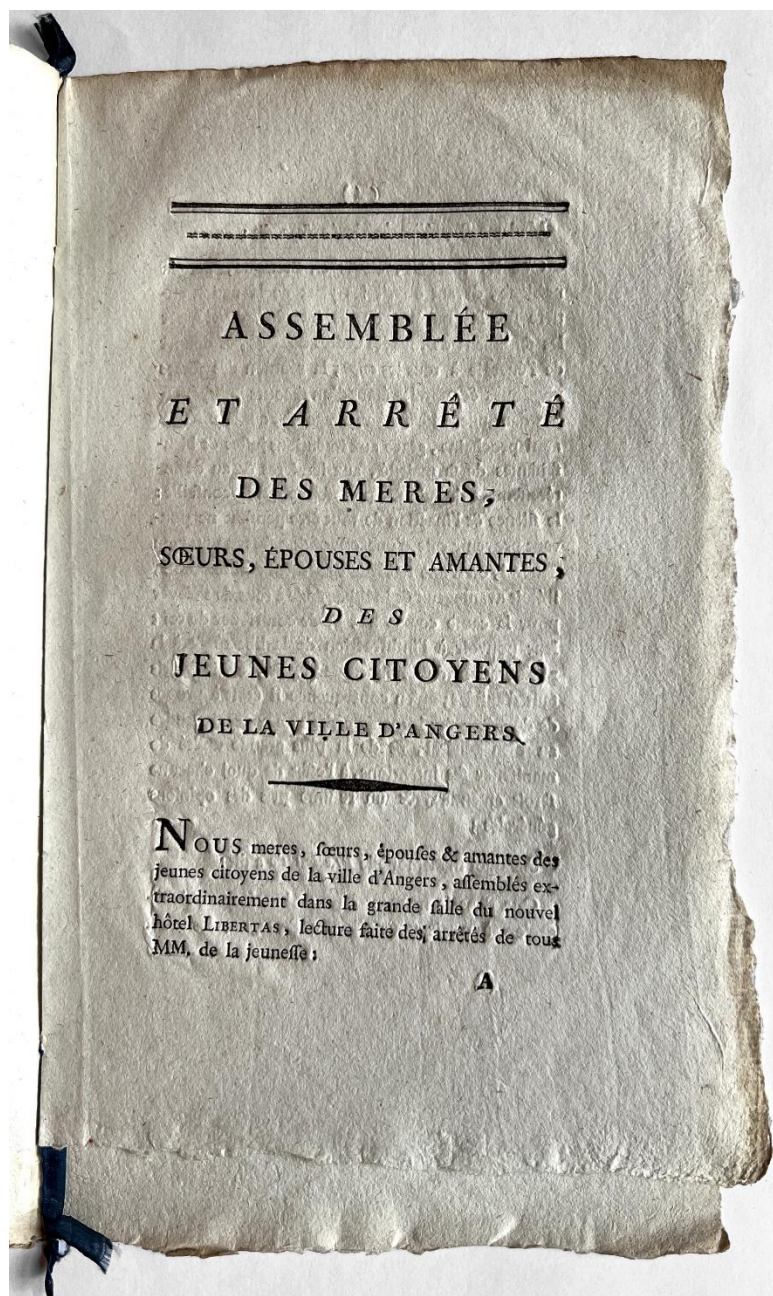 ASSEMBLÉE
ET ARRÊTÊ
DES MERES,
SŒURS, ÉPOUSES ET AMANTES,
DES
JEUNES CITOYENS
DE LA VILLE D'ANGERS.
NOUS meres, ſœurs, épouſes & amantes des
jeunes citoyens de la ville d'Angers, aſſemblés ex-
traordinairement dans la grande ſalle du nouvel
hôtel LIBERTAS, lecture faite des arrêtés de tous
MM. de la jeuneſſe:
A